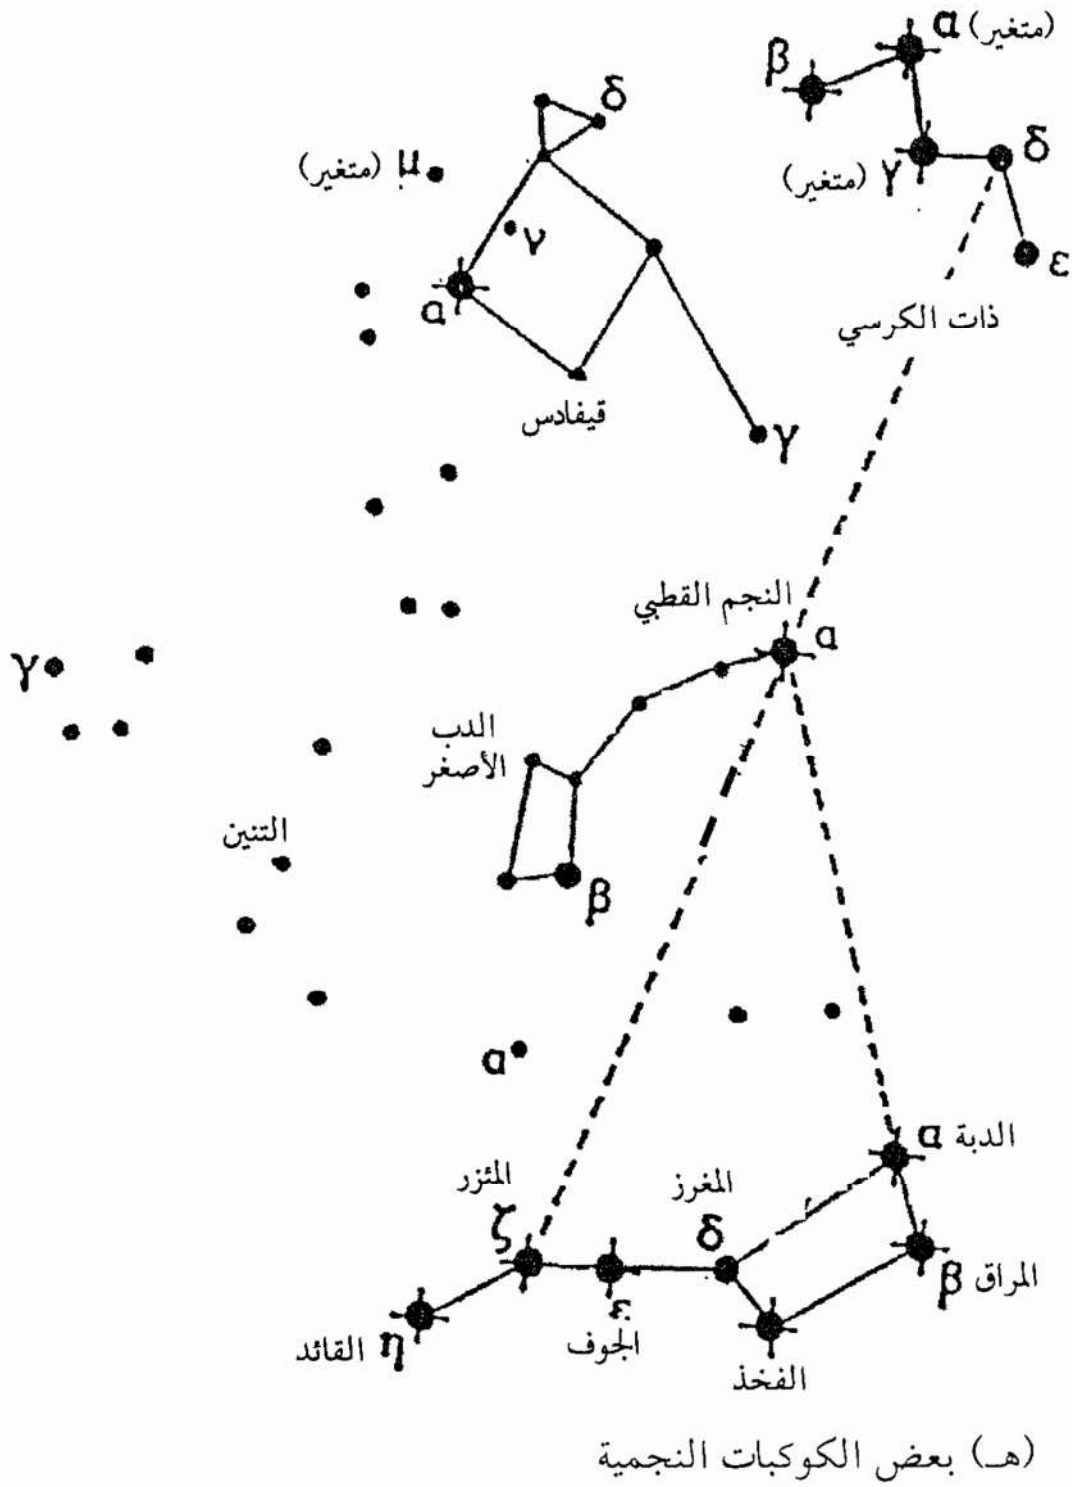 α (متغير)
β
δ
μ (متغير)
γ (متغير)
δ
ν
α
ε
ذات الكرسي
قيفادس
γ
النجم القطبي
α
γ
الدب
الأصغر
التنين
β
α
α الدبة
المئزر
المغرز
ζ
δ
β المراق
ε
η القائد
الجوف
الفخذ
(هـ) بعض الكوكبات النجمية